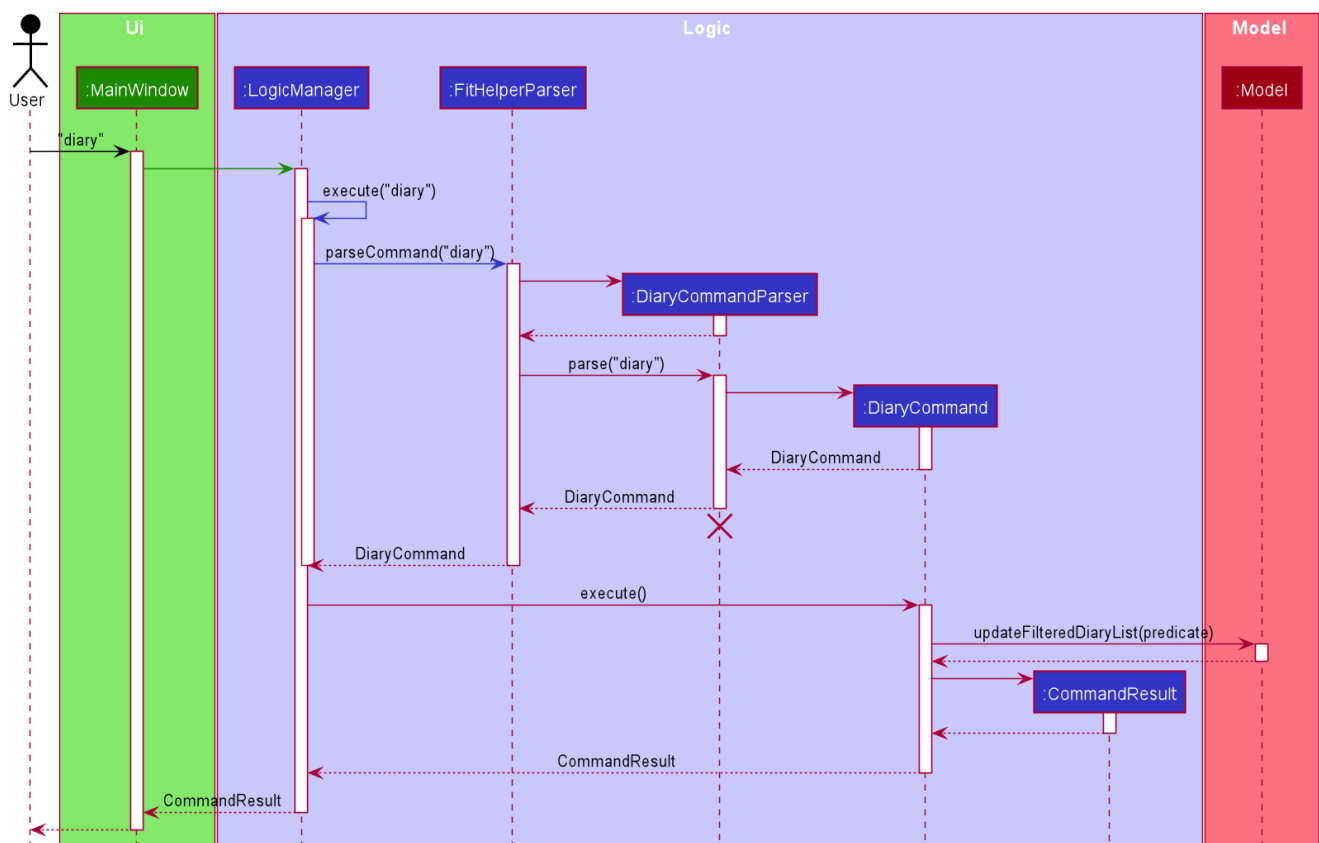 Ui
Logic
Model
User
:MainWindow
:LogicManager
:FitHelperParser
:Model
"diary"
execute("diary")
parseCommand("diary")
:DiaryCommandParser
parse("diary")
:DiaryCommand
DiaryCommand
DiaryCommand
DiaryCommand
execute()
updateFilteredDiaryList(predicate)
:CommandResult
CommandResult
CommandResult